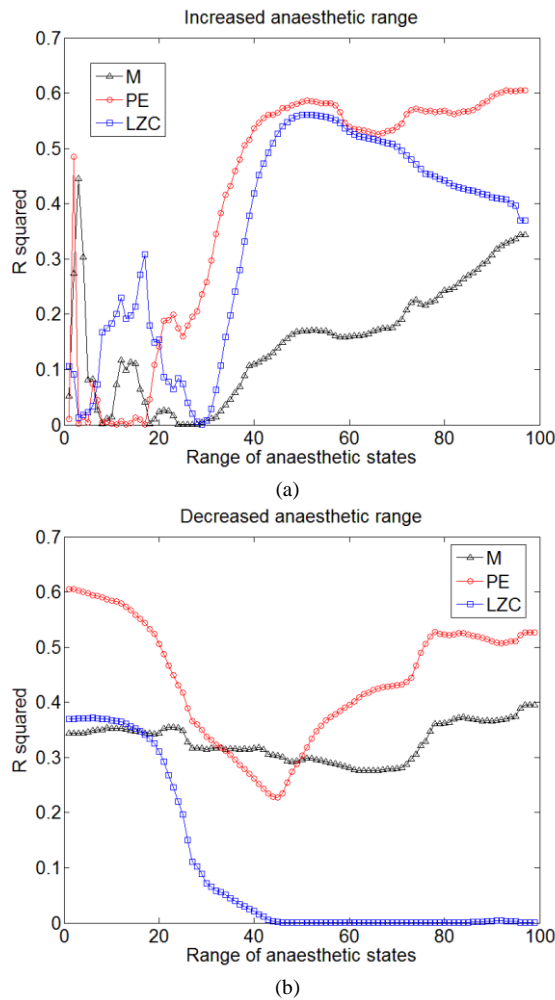 Increased anaesthetic range
0.7
0.6
0.5
0.4
0.3
0.2
0.1
0
R squared
M
PE
LZC
0 20 40 60 80 100
Range of anaesthetic states
(a)
Decreased anaesthetic range
0.7
0.6
0.5
0.4
0.3
0.2
0.1
0
R squared
M
PE
LZC
0 20 40 60 80 100
Range of anaesthetic states
(b)